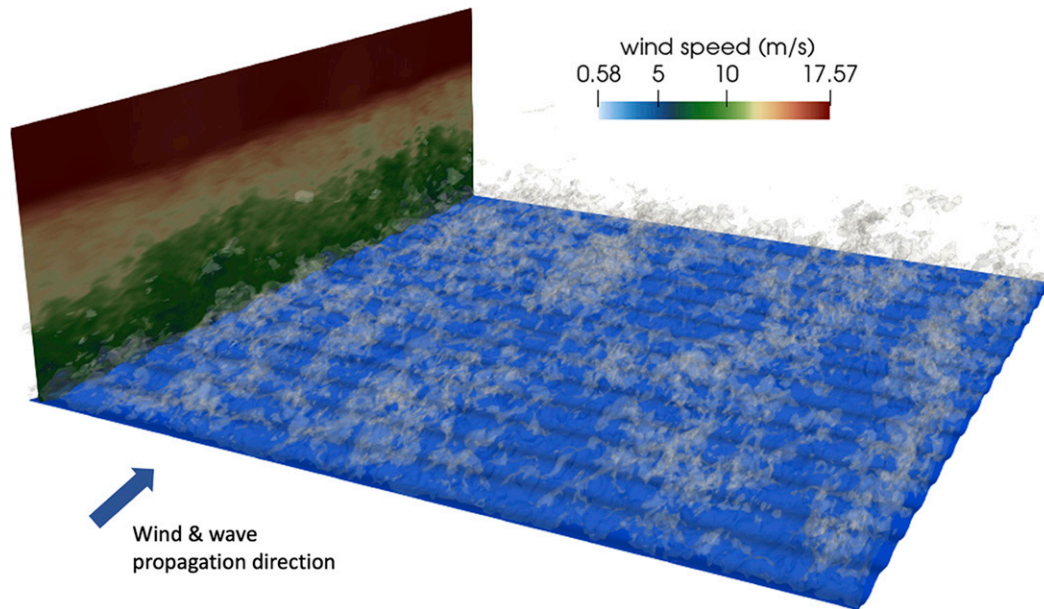 wind speed (m/s)
0.58 5 10 17.57
Wind & wave
propagation direction